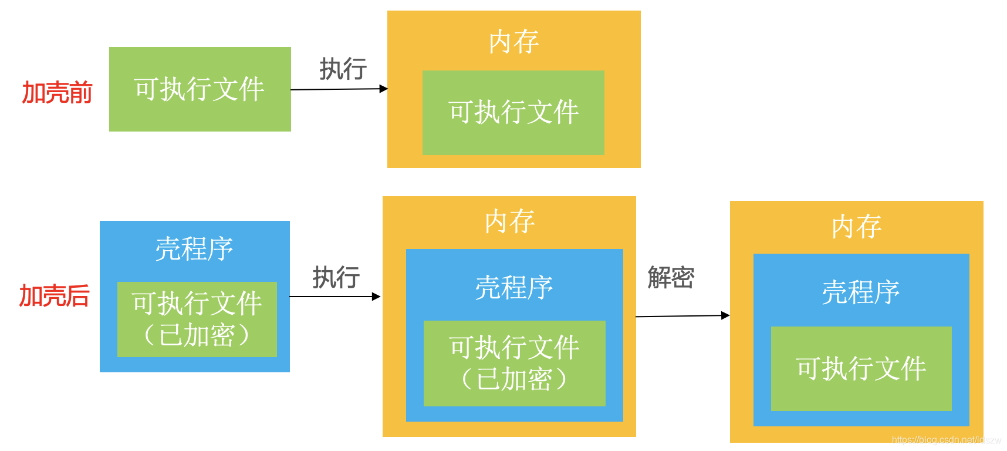 加壳前
可执行文件
执行
内存
可执行文件
加壳后
壳程序
可执行文件
（已加密）
执行
内存
壳程序
可执行文件
（已加密）
解密
内存
壳程序
可执行文件